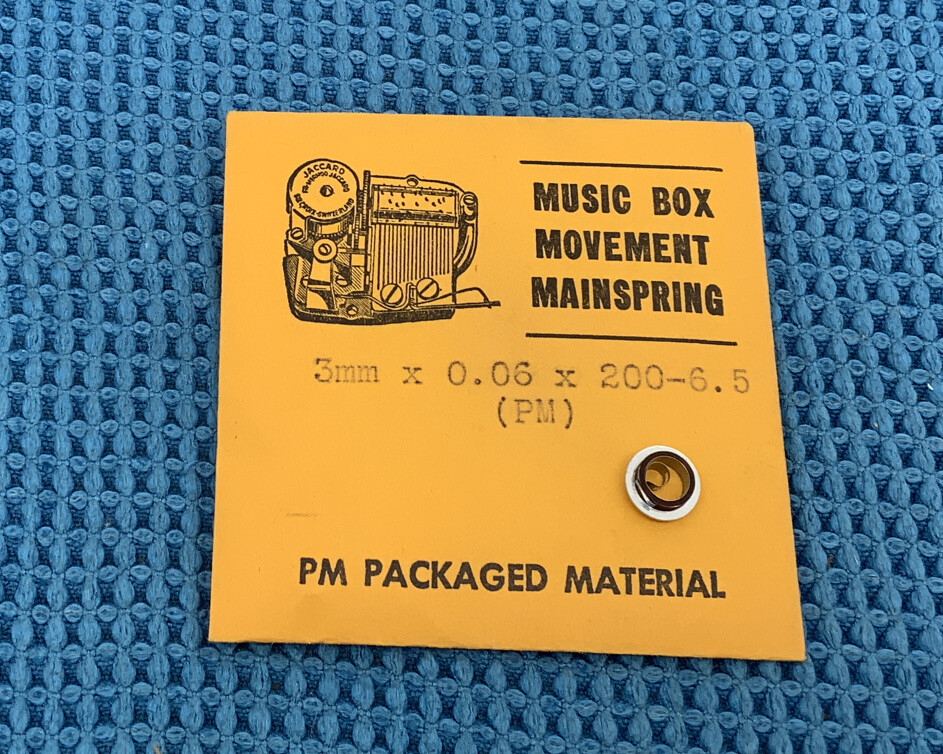 JACCARD
MUSIC BOX
MOVEMENT
MAINSPRING
3mm x 0.06 x 200-6.5
(PM)
PM PACKAGED MATERIAL